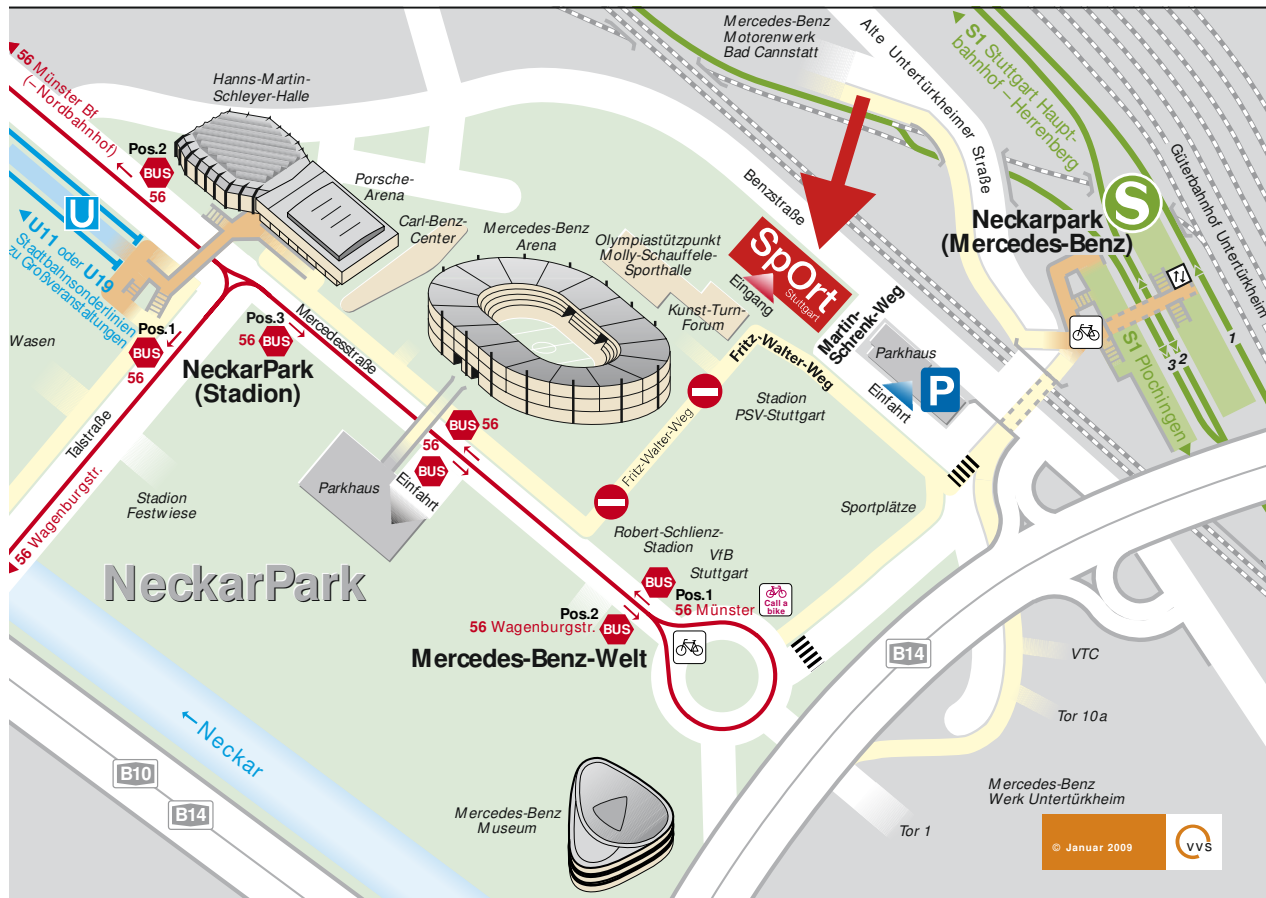 Mercedes-Benz
Motorenwerk
Bad Cannstatt
Alte Untertürkheimer Straße
S1 Stuttgart Haupt-
bahnhof – Herrenberg
Güterbahnhof Untertürkheim
56 Münster Bf
(–Nordbahnhof)
Hanns-Martin-
Schleyer-Halle
Pos.2
BUS
56
U
U11 oder U19
Stadtbahnsonderlinien
zu Großveranstaltungen
Porsche-
Arena
Carl-Benz-
Center
Mercedes-Benz
Arena
Olympiastützpunkt
Molly-Schauffele-
Sporthalle
Kunst-Turn-
Forum
Benzstraße
SpOrt
Stuttgart
Eingang
Neckarpark
(Mercedes-Benz)
S
Martin-
Schrenk-Weg
Parkhaus
Einfahrt
P
S1 Plochingen
3
2
1
Wasen
Pos.1
BUS
56
Pos.3
56
BUS
NeckarPark
(Stadion)
Mercedesstraße
Talstraße
56 Wagenburgstr.
Fritz-Walter-Weg
Stadion
PSV-Stuttgart
Fritz-Walter-Weg
BUS
56
56
BUS
Parkhaus
Einfahrt
Stadion
Festwiese
Sportplätze
Robert-Schlienz-
Stadion
VfB
Stuttgart
NeckarPark
BUS
Pos.1
56 Münster
Call a
bike
Pos.2
56 Wagenburgstr.
BUS
Mercedes-Benz-Welt
B14
VTC
Tor 10a
Neckar
B10
B14
Mercedes-Benz
Museum
Mercedes-Benz
Werk Untertürkheim
Tor 1
© Januar 2009
VVS